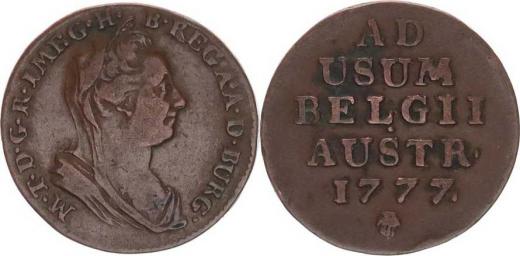 M·T·D·G·R·IMP·G·H·B·REG·A·A·D·BURG·
AD
USUM
BELGII
AUSTR·
1777·